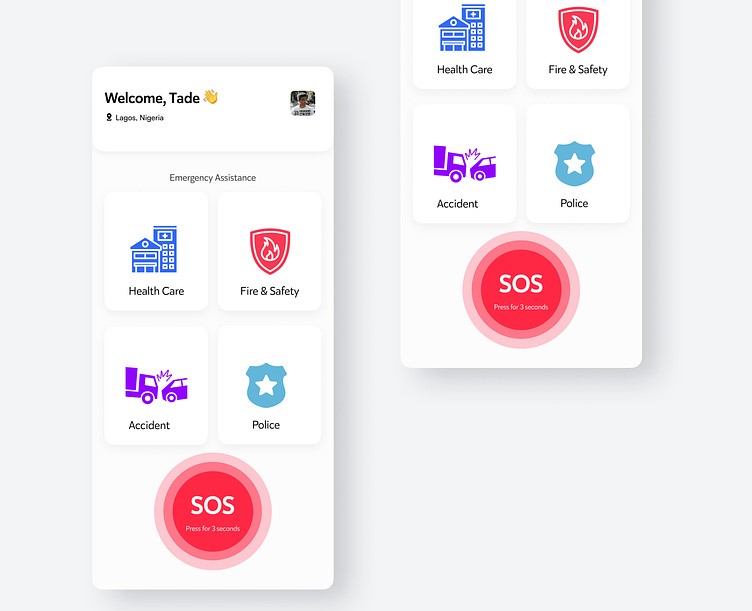 Welcome, Tade 👋
Lagos, Nigeria
Emergency Assistance
Health Care
Fire & Safety
Accident
Police
SOS
Press for 3 seconds
Health Care
Fire & Safety
Accident
Police
SOS
Press for 3 seconds